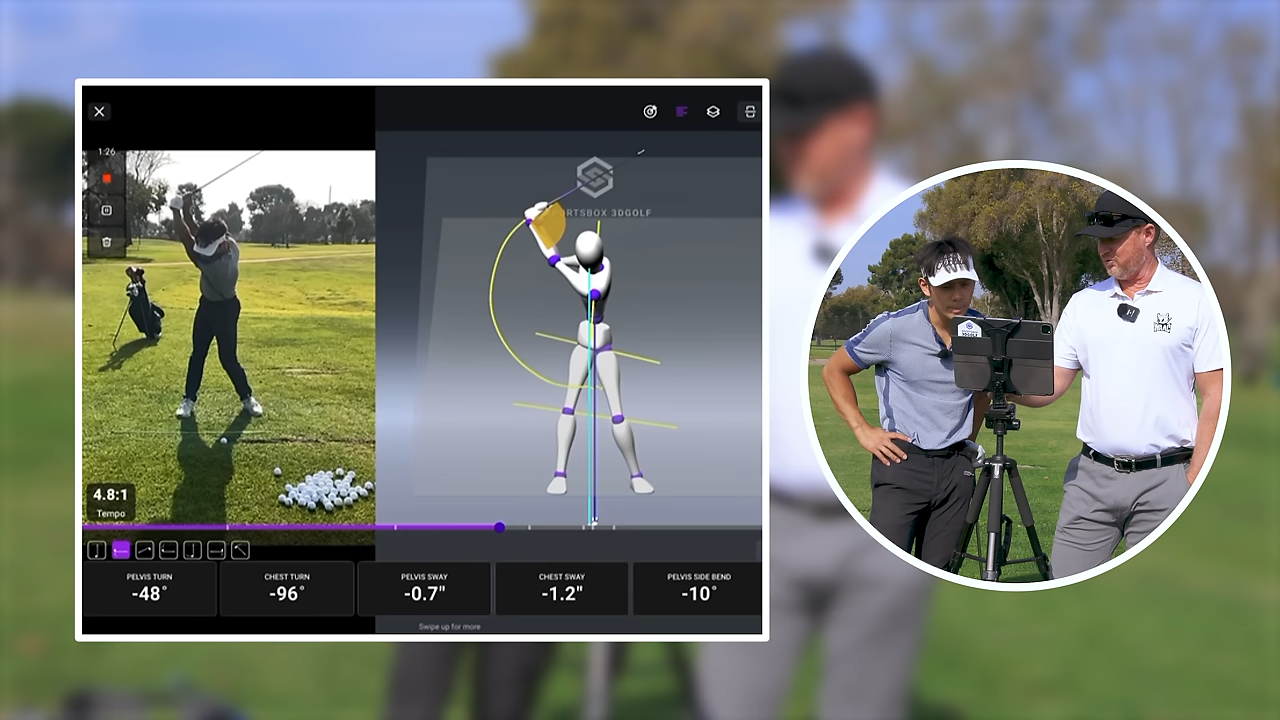 1:26
ORTSBOX 3DGOLF
4.8:1
Tempo
PELVIS TURN
-48°
CHEST TURN
-96°
PELVIS SWAY
-0.7"
CHEST SWAY
-1.2"
PELVIS SIDE BEND
-10°
Swipe up for more